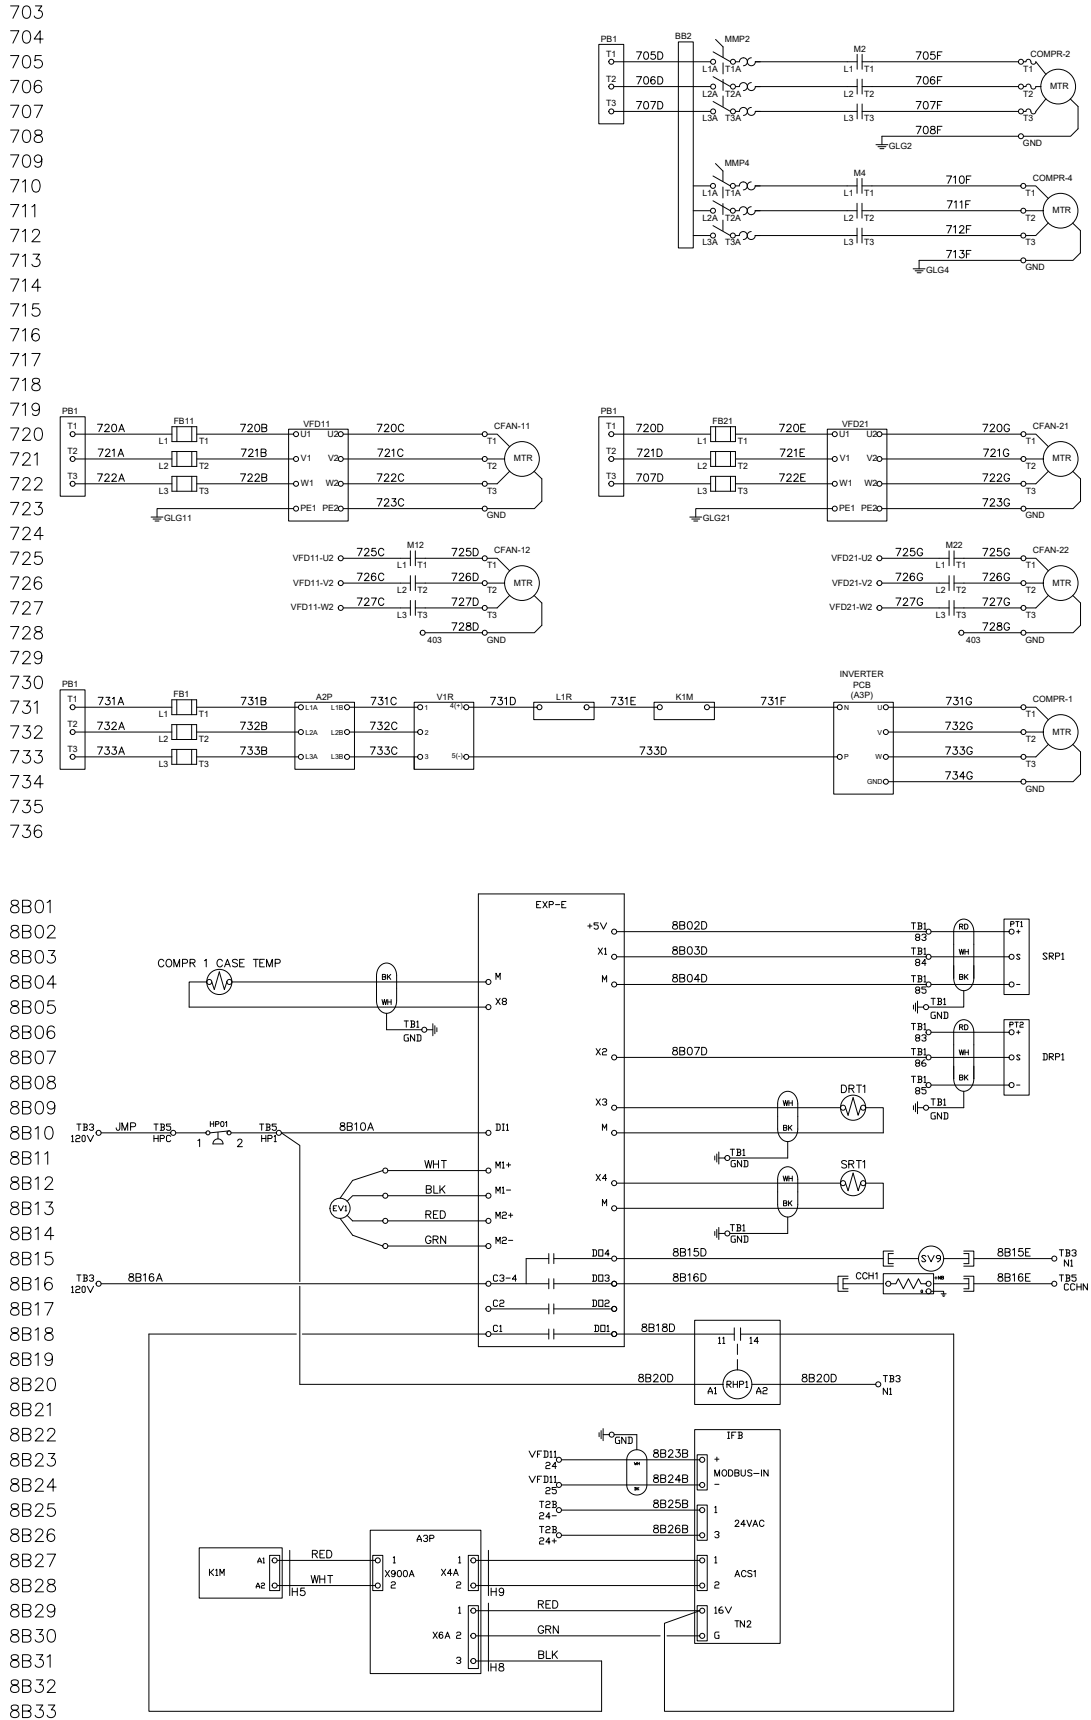 703
704
PB1 BB2 MMP2
705 T1 705D L1A T1A M2 L1 T1 705F T1 COMPR-2
706 T2 706D L2A T2A L2 T2 706F T2 MTR
707 T3 707D L3A T3A L3 T3 707F T3
708 GLG2 708F GND
709 MMP4
710 L1A T1A M4 L1 T1 710F T1 COMPR-4
711 L2A T2A L2 T2 711F T2 MTR
712 L3A T3A L3 T3 712F T3
713 GLG4 713F GND
714
715
716
717
718
719
PB1 FB11 VFD11 CFAN-11 PB1 FB21 VFD21 CFAN-21
720 T1 720A L1 T1 720B U1 U2 720C T1 T1 720D L1 T1 720E U1 U2 720G T1
721 T2 721A L2 T2 721B V1 V2 721C T2 MTR T2 721D L2 T2 721E V1 V2 721G T2 MTR
722 T3 722A L3 T3 722B W1 W2 722C T3 T3 707D L3 T3 722E W1 W2 722G T3
723 GLG11 PE1 PE2 723C GND GLG21 PE1 PE2 723G GND
724
725 VFD11-U2 725C M12 L1 T1 725D T1 CFAN-12 VFD21-U2 725G M22 L1 T1 725G T1 CFAN-22
726 VFD11-V2 726C L2 T2 726D T2 MTR VFD21-V2 726G L2 T2 726G T2 MTR
727 VFD11-W2 727C L3 T3 727D T3 VFD21-W2 727G L3 T3 727G T3
728 403 728D GND 403 728G GND
729
730 INVERTER PCB (A3P)
PB1 FB1 A2P V1R L1R K1M COMPR-1
731 T1 731A L1 T1 731B L1A L1B 731C 1 4(+) 731D 731E 731F N U 731G T1
732 T2 732A L2 T2 732B L2A L2B 732C 2 V 732G T2 MTR
733 T3 733A L3 T3 733B L3A L3B 733C 3 5(-) 733D P W 733G T3
734 GND 734G GND
735
736
8B01 EXP-E
8B02 +5V 8B02D TB1 83 RD PT1 +
8B03 X1 8B03D TB1 84 WH S SRP1
8B04 COMPR 1 CASE TEMP BK M M 8B04D TB1 85 BK -
8B05 WH X8 TB1 GND
8B06 TB1 GND TB1 83 RD PT2 +
8B07 X2 8B07D TB1 86 WH S DRP1
8B08 TB1 85 BK -
8B09 X3 WH DRT1 TB1 GND
8B10 TB3 120V JMP TB5 HPC 1 HP01 2 TB5 HP1 8B10A DI1 M BK
8B11 WHT M1+ TB1 GND
8B12 BLK M1- X4 WH SRT1
8B13 EV1 RED M2+ M BK
8B14 GRN M2- TB1 GND
8B15 DO4 8B15D SV9 8B15E TB3 N1
8B16 TB3 120V 8B16A C3-4 DO3 8B16D CCH1 8B16E TB5 CCHN
8B17 C2 DO2
8B18 C1 DO1 8B18D 11 14
8B19
8B20 8B20D A1 RHP1 A2 8B20D TB3 N1
8B21
8B22 GND IFB
8B23 VFD11 24 WH 8B23B + MODBUS-IN
8B24 VFD11 25 BK 8B24B -
8B25 T2B 24- 8B25B 1 24VAC
8B26 A3P T2B 24+ 8B26B 3
8B27 K1M A1 RED 1 X900A X4A 1 1 ACS1
8B28 A2 H5 WHT 2 2 H9 2
8B29 1 RED 16V TN2
8B30 X6A 2 GRN G
8B31 3 H8 BLK
8B32
8B33